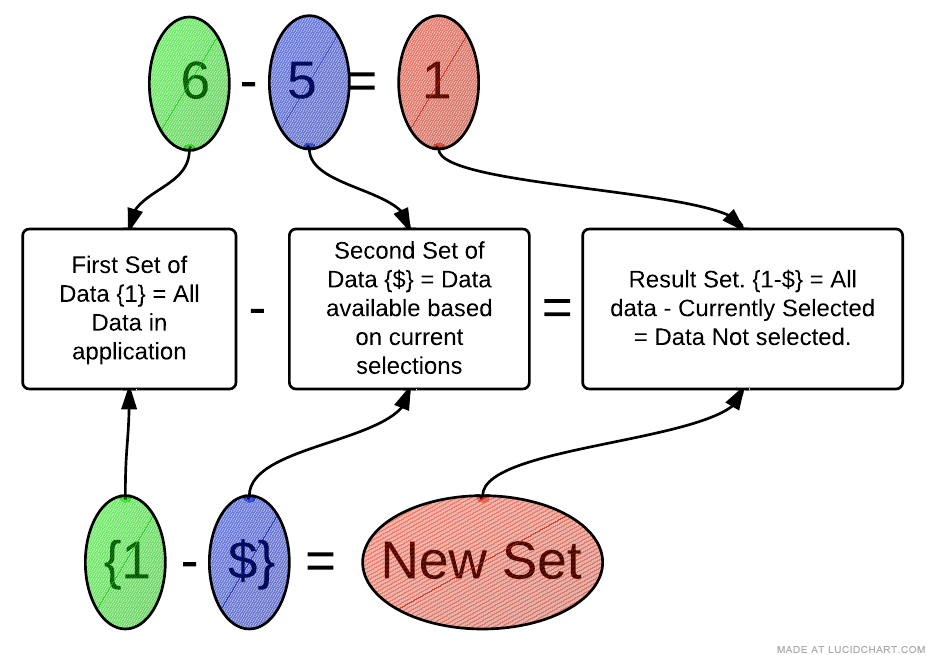 6 - 5 = 1
First Set of
Data {1} = All
Data in
application
-
Second Set of
Data {$} = Data
available based
on current
selections
=
Result Set. {1-$} = All
data - Currently Selected
= Data Not selected.
{1 - $} = New Set
MADE AT LUCIDCHART.COM